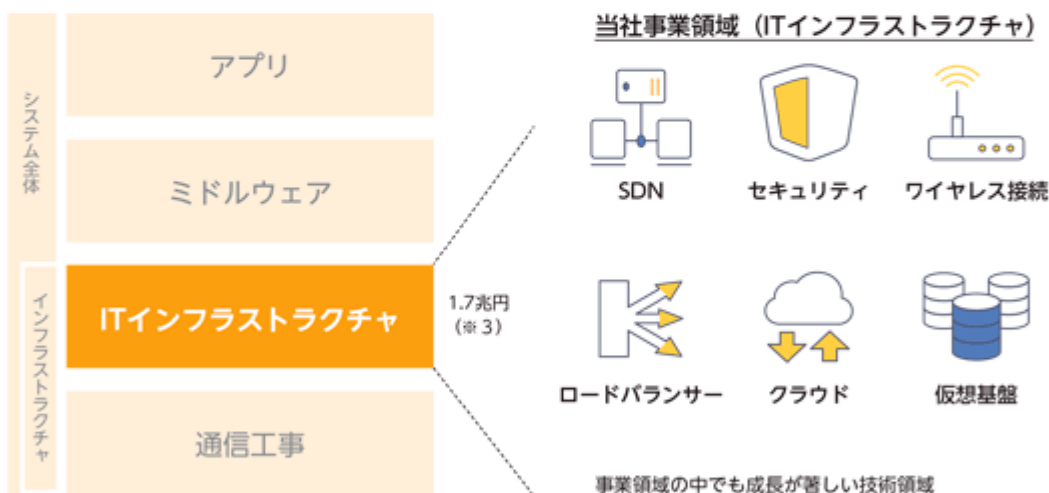 システム全体
インフラストラクチャ
アプリ
ミドルウェア
ITインフラストラクチャ
通信工事
1.7兆円
（※３）
当社事業領域（ITインフラストラクチャ）
SDN
セキュリティ
ワイヤレス接続
ロードバランサー
クラウド
仮想基盤
事業領域の中でも成長が著しい技術領域